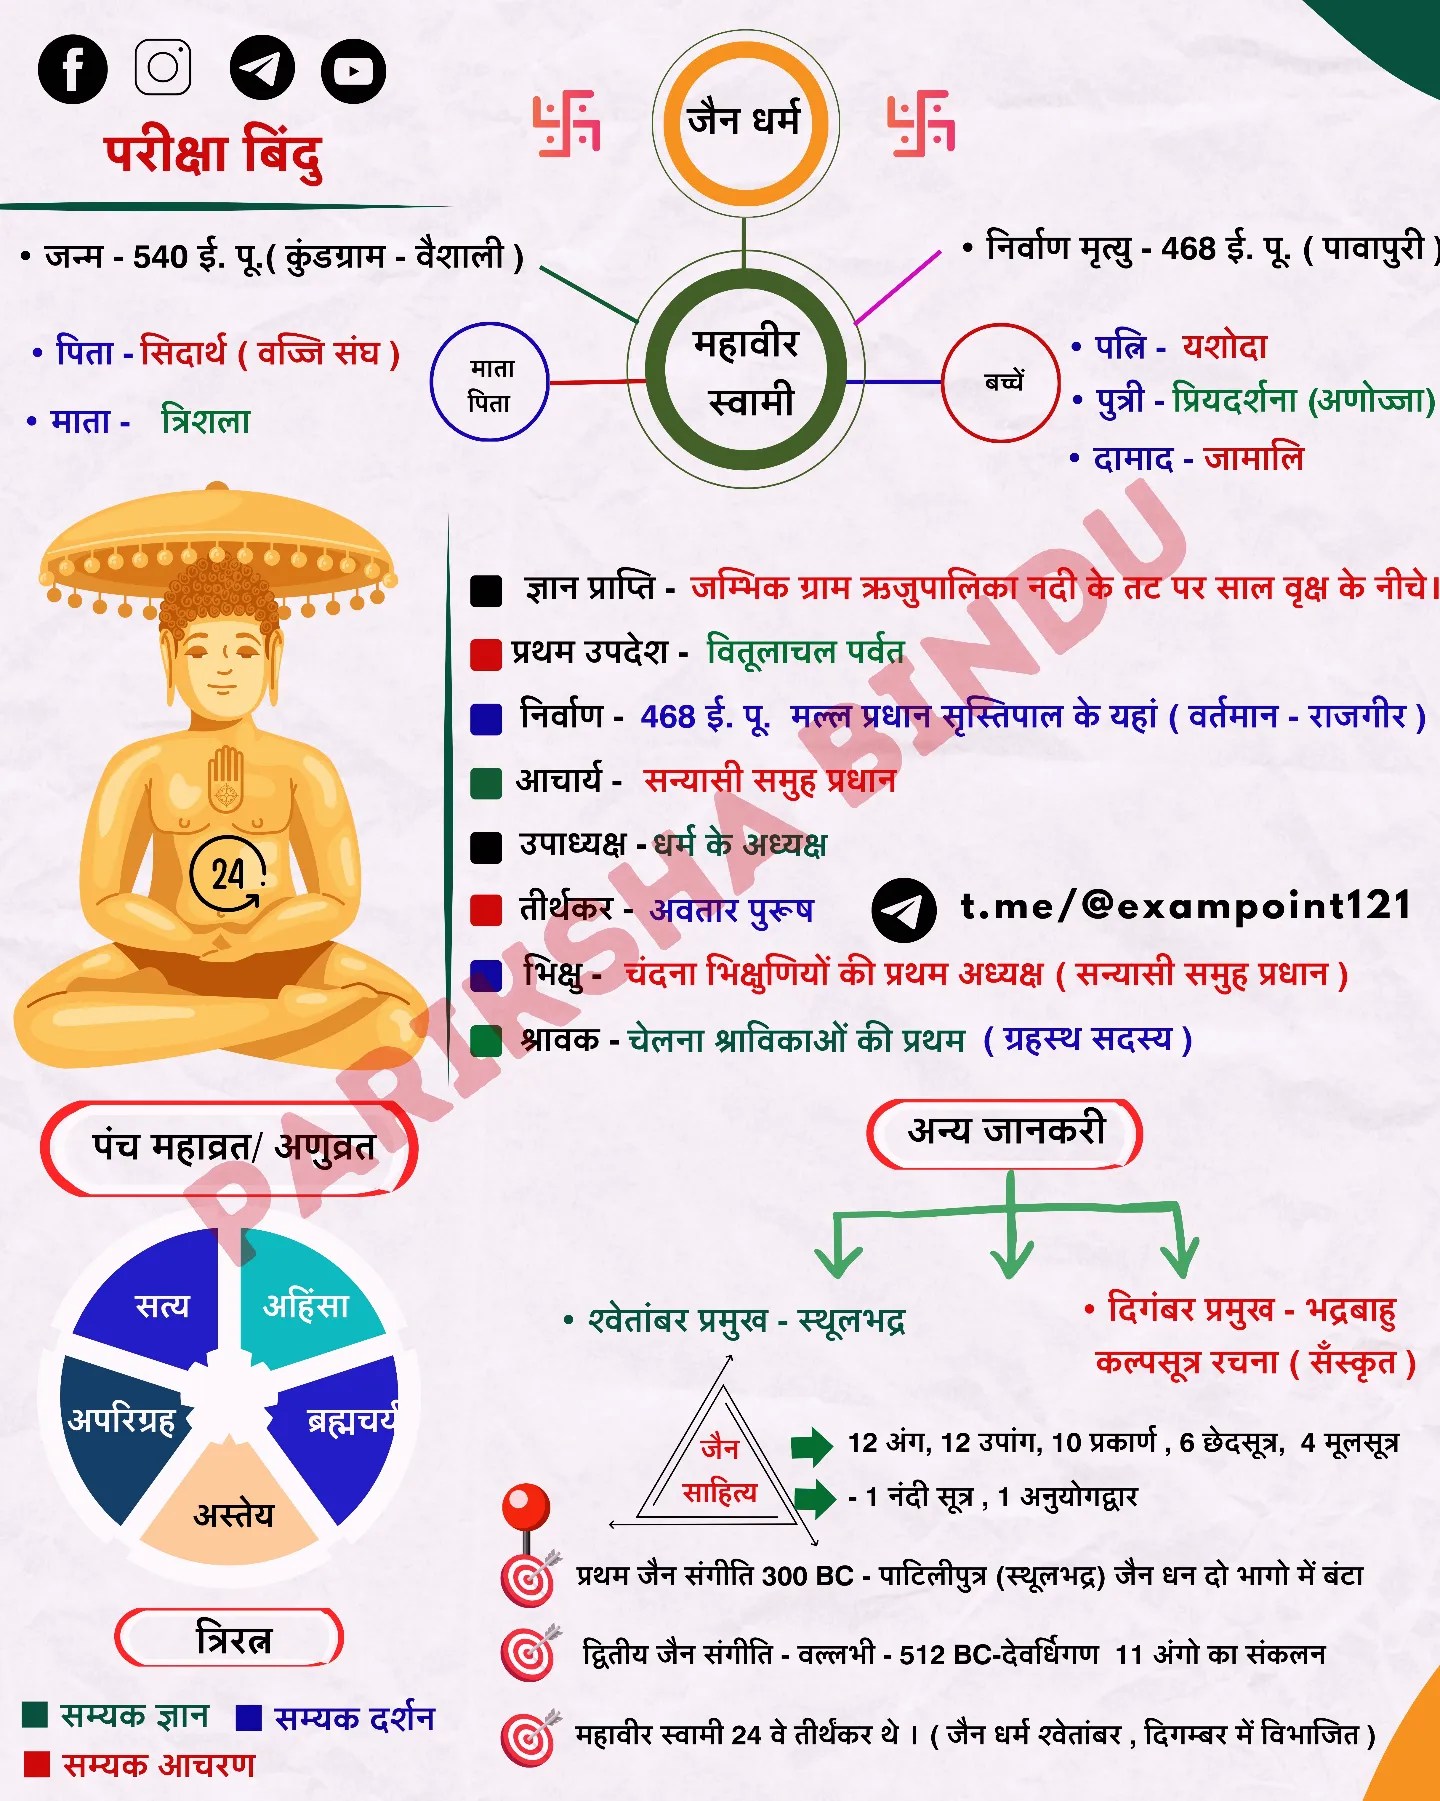 परीक्षा बिंदु
जैन धर्म
• जन्म - 540 ई. पू.( कुंडग्राम - वैशाली )
• निर्वाण मृत्यु - 468 ई. पू. ( पावापुरी )
महावीर
स्वामी
माता
पिता
• पिता - सिदार्थ ( वज्जि संघ )
• माता - त्रिशला
बच्चें
• पत्नि - यशोदा
• पुत्री - प्रियदर्शना (अणोज्जा)
• दामाद - जामालि
24
ज्ञान प्राप्ति - जम्भिक ग्राम ऋजुपालिका नदी के तट पर साल वृक्ष के नीचे।
प्रथम उपदेश - वितूलाचल पर्वत
निर्वाण - 468 ई. पू. मल्ल प्रधान सृस्तिपाल के यहां ( वर्तमान - राजगीर )
आचार्य - सन्यासी समुह प्रधान
उपाध्यक्ष - धर्म के अध्यक्ष
तीर्थकर - अवतार पुरूष
t.me/@exampoint121
भिक्षु - चंदना भिक्षुणियों की प्रथम अध्यक्ष ( सन्यासी समुह प्रधान )
श्रावक - चेलना श्राविकाओं की प्रथम ( ग्रहस्थ सदस्य )
PARIKSHA BINDU
पंच महाव्रत/ अणुव्रत
सत्य
अहिंसा
अपरिग्रह
ब्रह्मचर्य
अस्तेय
त्रिरत्न
सम्यक ज्ञान
सम्यक दर्शन
सम्यक आचरण
अन्य जानकरी
• श्वेतांबर प्रमुख - स्थूलभद्र
• दिगंबर प्रमुख - भद्रबाहु
कल्पसूत्र रचना ( सँस्कृत )
जैन
साहित्य
12 अंग, 12 उपांग, 10 प्रकार्ण , 6 छेदसूत्र, 4 मूलसूत्र
- 1 नंदी सूत्र , 1 अनुयोगद्वार
प्रथम जैन संगीति 300 BC - पाटिलीपुत्र (स्थूलभद्र) जैन धन दो भागो में बंटा
द्वितीय जैन संगीति - वल्लभी - 512 BC-देवर्धिगण 11 अंगो का संकलन
महावीर स्वामी 24 वे तीर्थंकर थे । ( जैन धर्म श्वेतांबर , दिगम्बर में विभाजित )